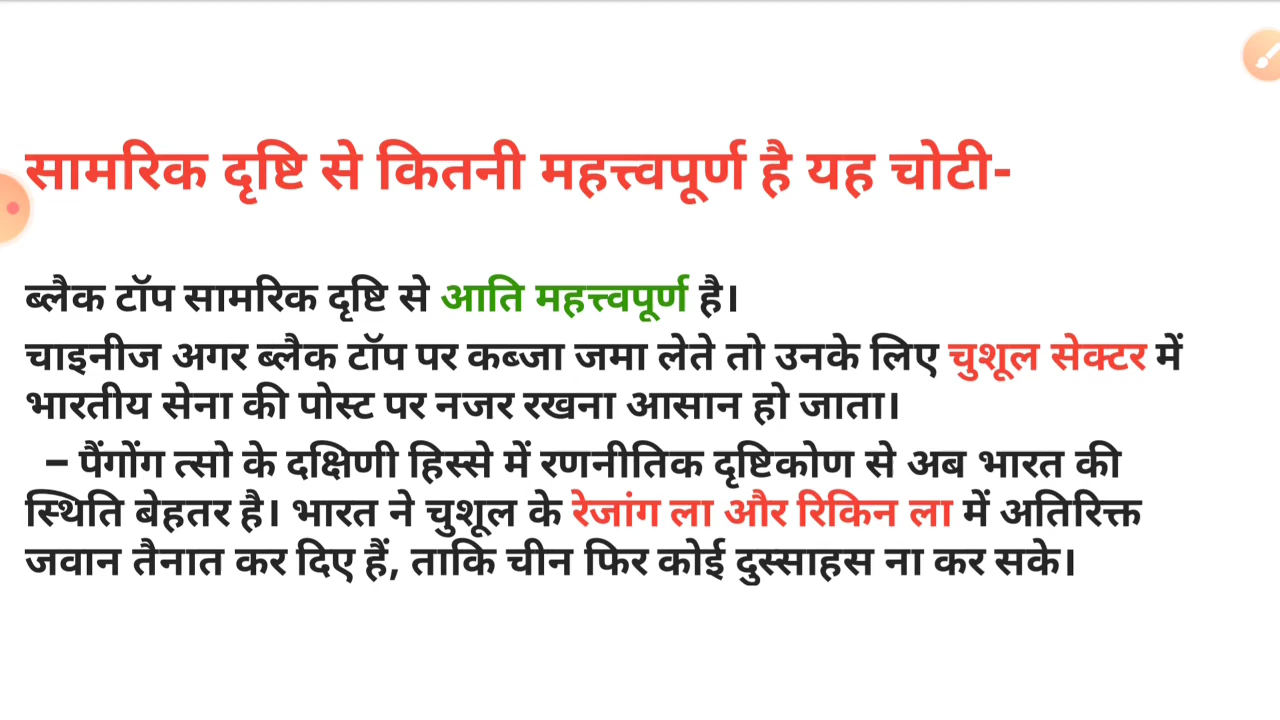 सामरिक दृष्टि से कितनी महत्त्वपूर्ण है यह चोटी-
ब्लैक टॉप सामरिक दृष्टि से आति महत्त्वपूर्ण है।
चाइनीज अगर ब्लैक टॉप पर कब्जा जमा लेते तो उनके लिए चुशूल सेक्टर में
भारतीय सेना की पोस्ट पर नजर रखना आसान हो जाता।
– पैंगोंग त्सो के दक्षिणी हिस्से में रणनीतिक दृष्टिकोण से अब भारत की
स्थिति बेहतर है। भारत ने चुशूल के रेजांग ला और रिकिन ला में अतिरिक्त
जवान तैनात कर दिए हैं, ताकि चीन फिर कोई दुस्साहस ना कर सके।